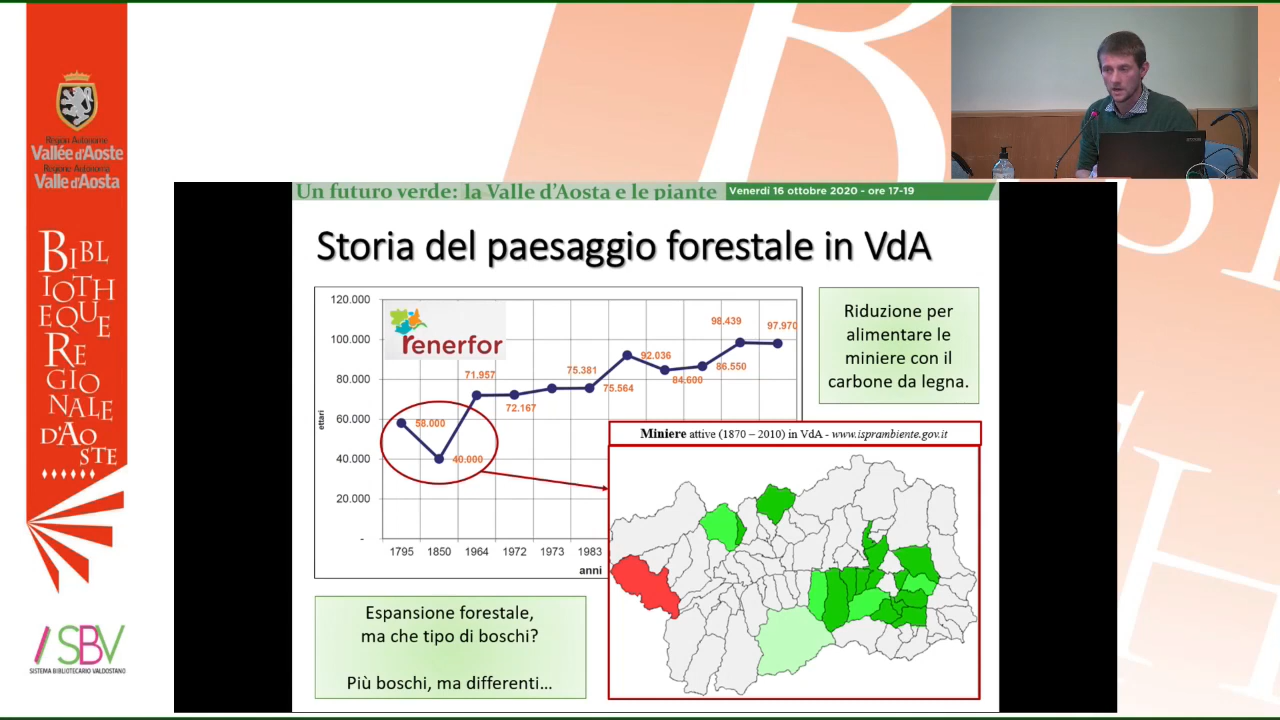 Région Autonome
Vallée d'Aoste
Regione Autonoma
Valle d'Aosta
BIBL
IOTH
EQUE
RE
GIO
NALE
D'AO
STE
/SBV
SISTEMA BIBLIOTECARIO VALDOSTANO
Un futuro verde: la Valle d'Aosta e le piante
Venerdì 16 ottobre 2020 - ore 17-19
Storia del paesaggio forestale in VdA
renerfor
120.000
100.000
80.000
60.000
40.000
20.000
-
ettari
58.000
40.000
71.957
72.167
75.381
75.564
92.036
84.600
86.550
98.439
97.970
1795 1850 1964 1972 1973 1983
anni
Riduzione per
alimentare le
miniere con il
carbone da legna.
Miniere attive (1870 – 2010) in VdA - www.isprambiente.gov.it
Espansione forestale,
ma che tipo di boschi?
Più boschi, ma differenti...